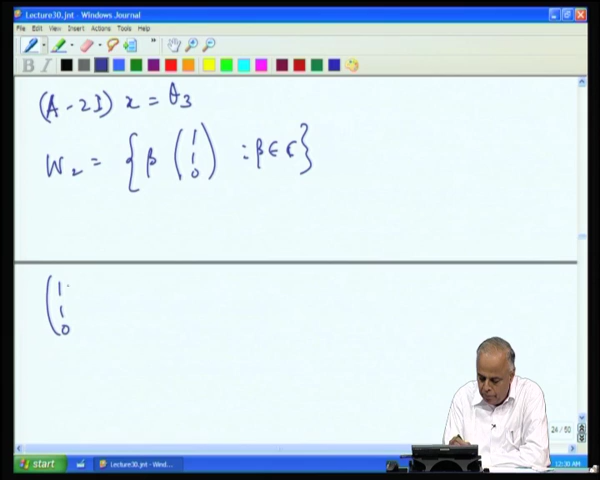 Lecture30.jnt - Windows Journal
File Edit View Insert Actions Tools Help
B I
(A - 2I) x = θ₃
W₂ = { β (1 1 0) : β ∈ ℂ }
(1 1 0
24 / 50
start Lecture30.jnt - Wind... 12:30 AM